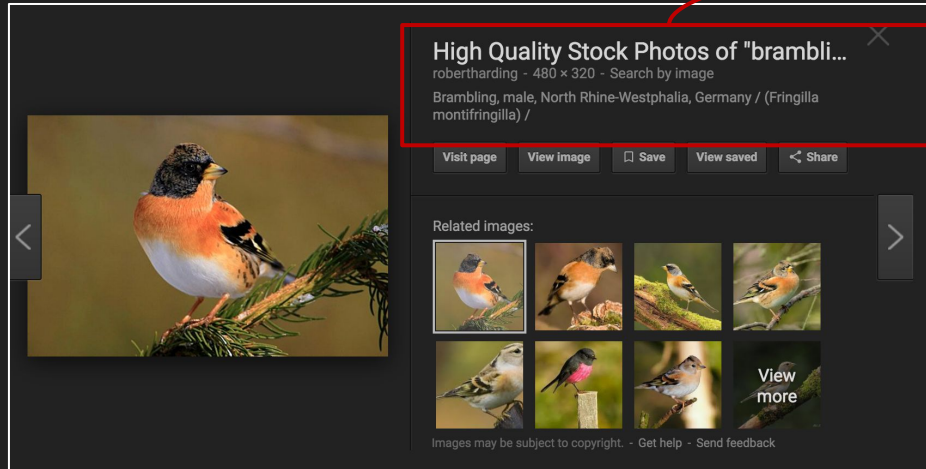 High Quality Stock Photos of "brambli...
robertharding - 480 × 320 - Search by image
Brambling, male, North Rhine-Westphalia, Germany / (Fringilla
montifringilla) /
Visit page View image Save View saved Share
Related images:
View
more
Images may be subject to copyright. - Get help - Send feedback